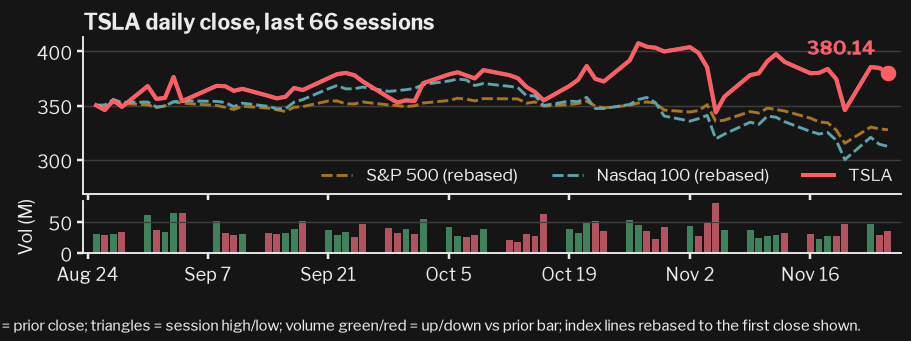 TSLA daily close, last 66 sessions
380.14
400
350
300
S&P 500 (rebased) Nasdaq 100 (rebased) TSLA
Vol (M)
50
0
Aug 24 Sep 7 Sep 21 Oct 5 Oct 19 Nov 2 Nov 16
= prior close; triangles = session high/low; volume green/red = up/down vs prior bar; index lines rebased to the first close shown.